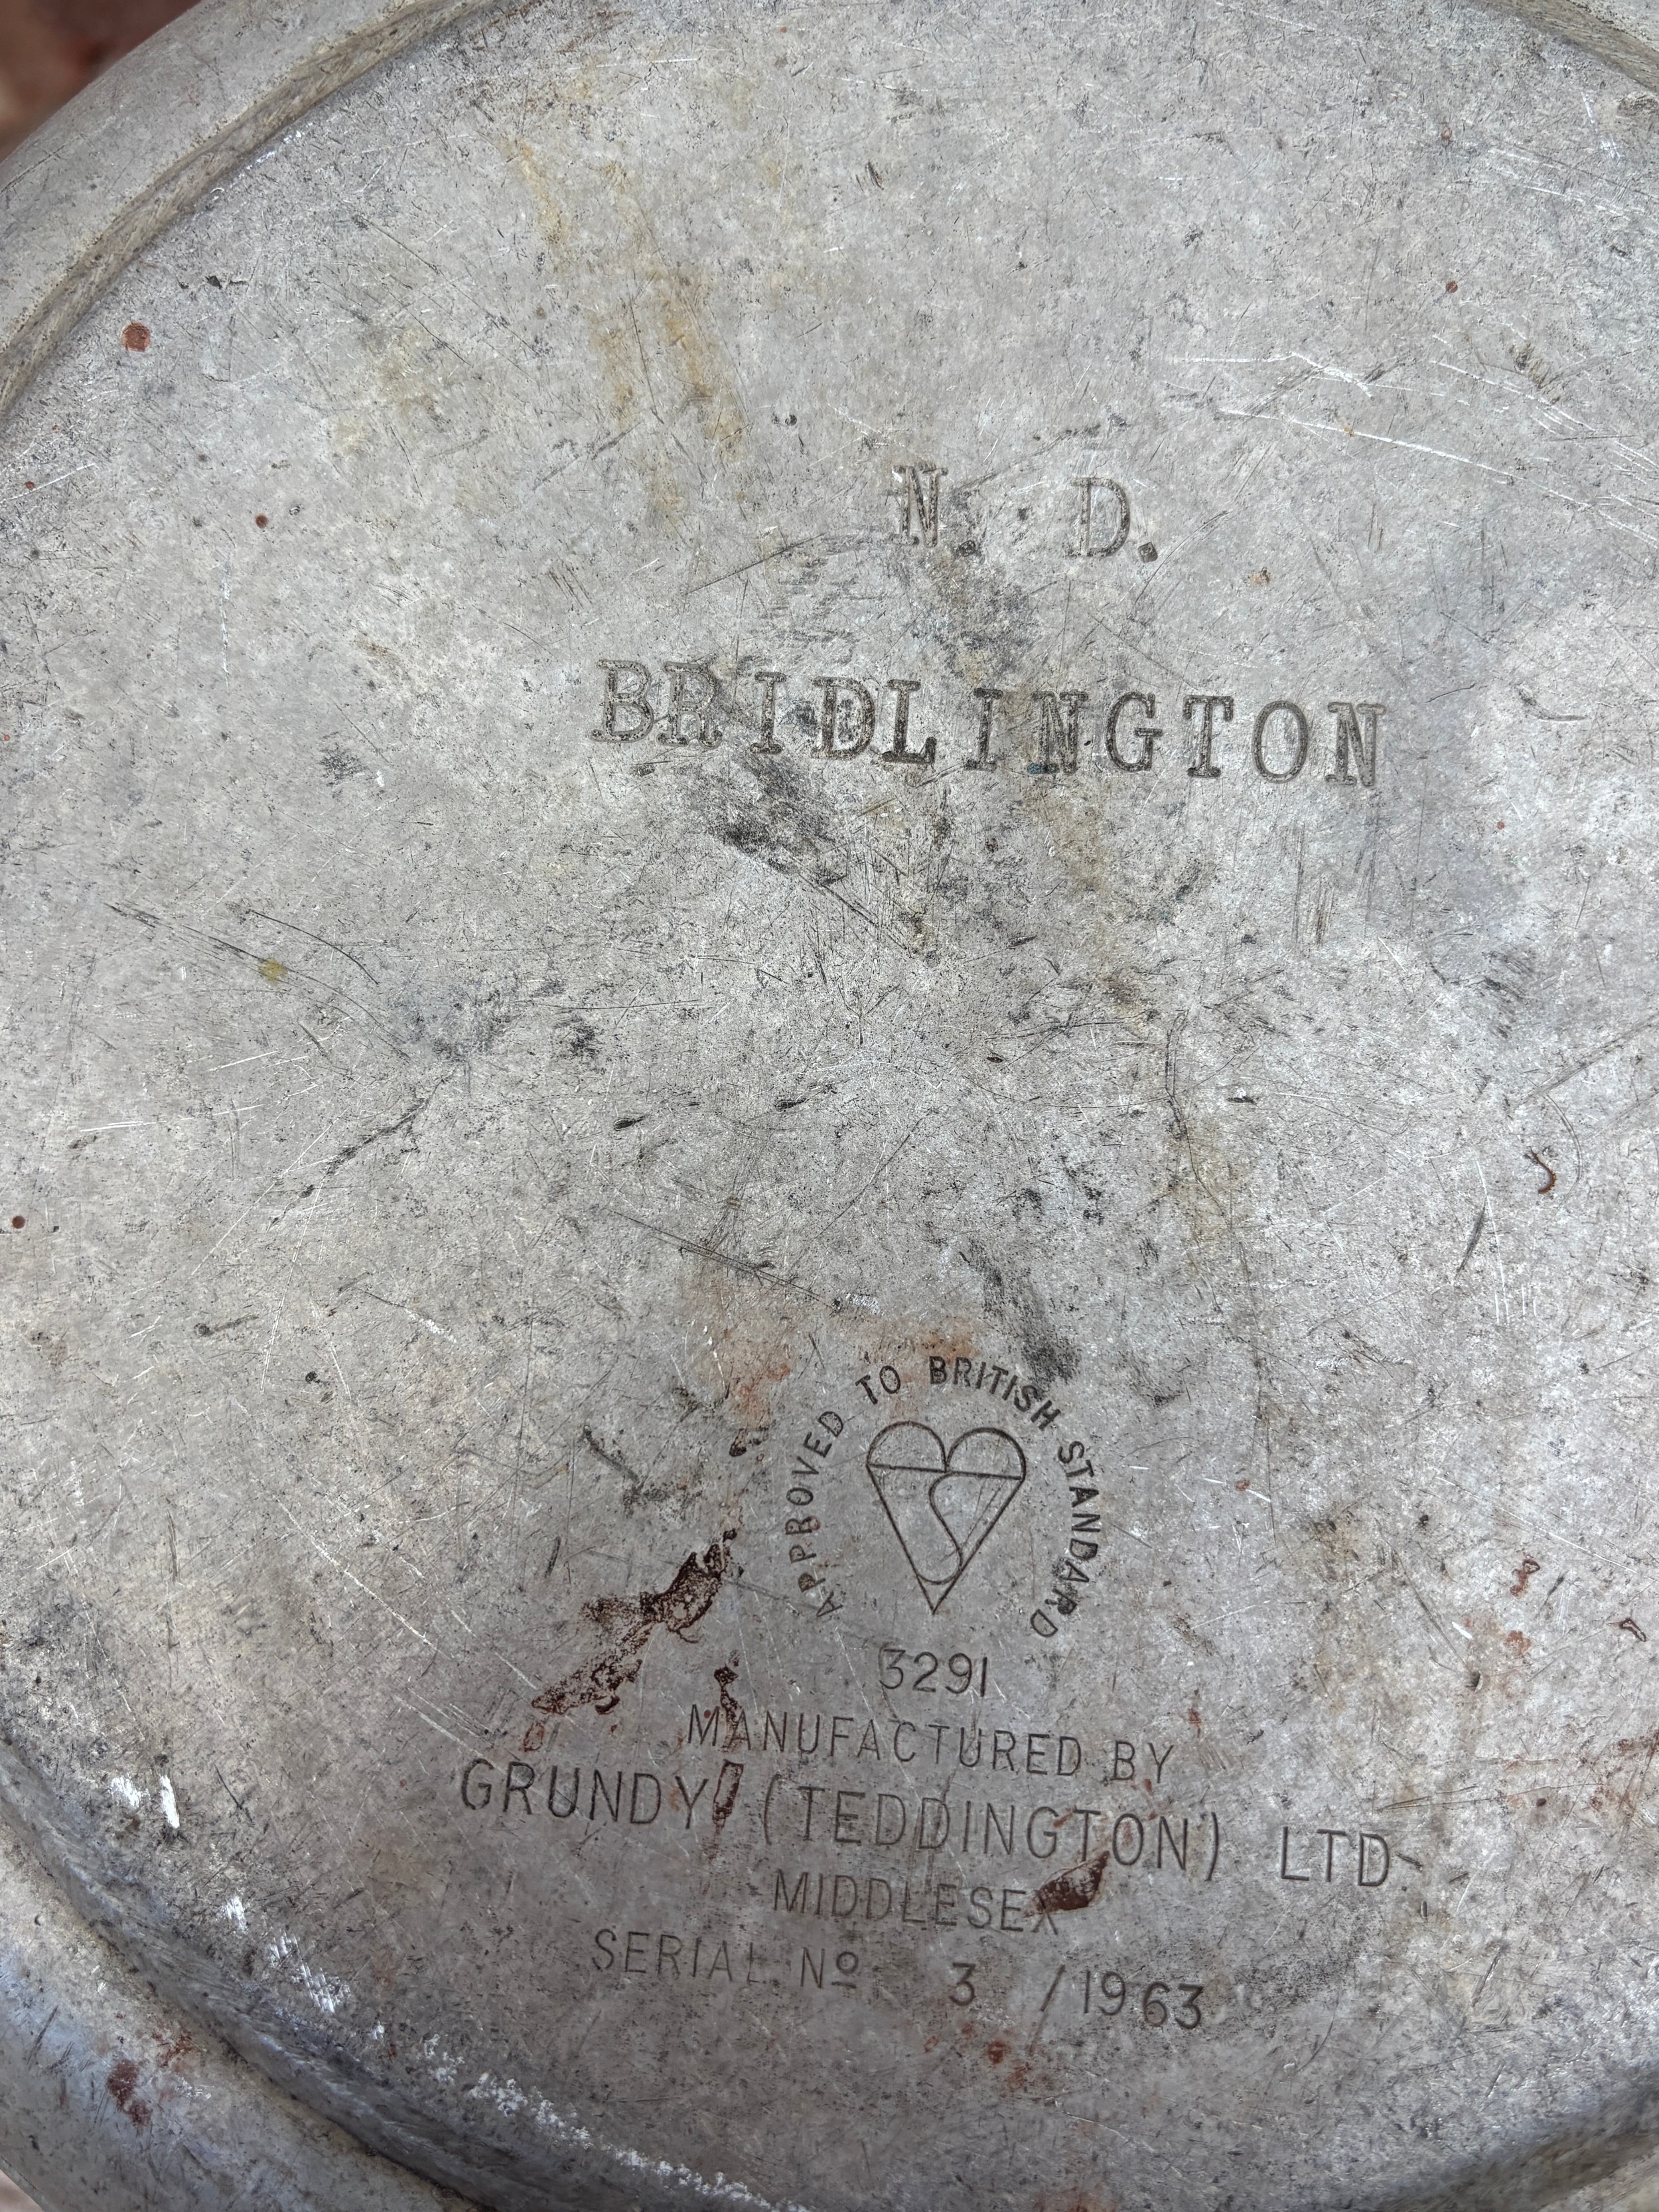 N. D.
BRIDLINGTON
APPROVED TO BRITISH STANDARD
3291
MANUFACTURED BY
GRUNDY (TEDDINGTON) LTD.
MIDDLESEX
SERIAL Nº 3 /1963